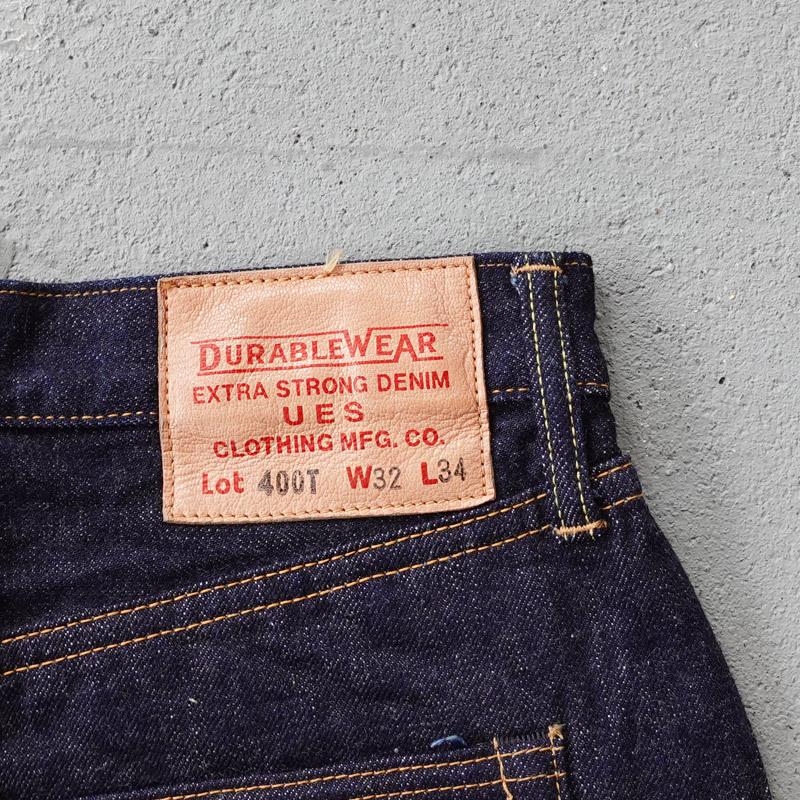 DURABLEWEAR
EXTRA STRONG DENIM
UES
CLOTHING MFG. CO.
Lot 400T W32 L34